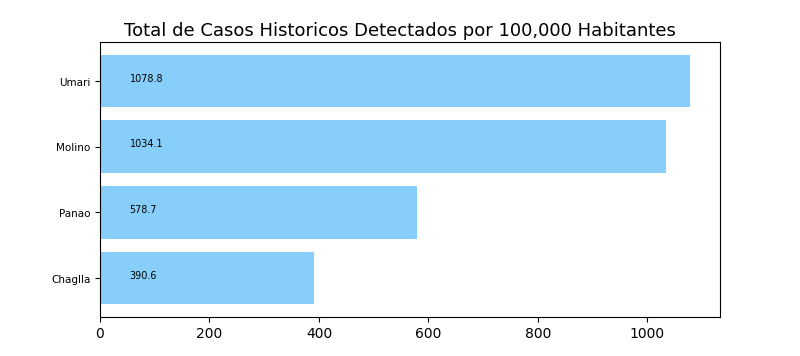 Total de Casos Historicos Detectados por 100,000 Habitantes
Umari 1078.8
Molino 1034.1
Panao 578.7
Chaglla 390.6
0 200 400 600 800 1000